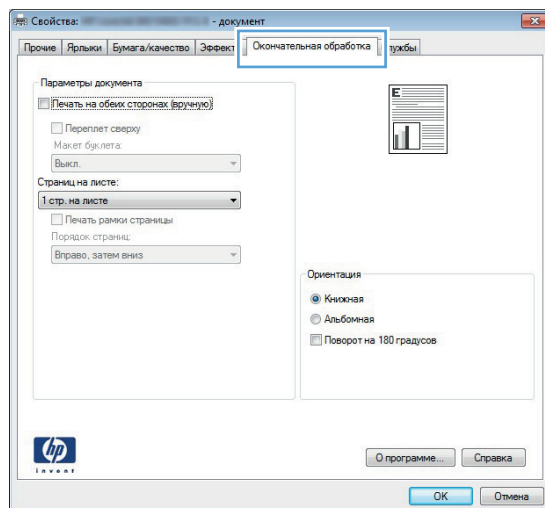 Свойства: - документ
Прочие Ярлыки Бумага/качество Эффект Окончательная обработка лужбы
Параметры документа
Печать на обеих сторонах (вручную)
Переплет сверху
Макет буклета:
Выкл.
Страниц на листе:
1 стр. на листе
Печать рамки страницы
Порядок страниц:
Вправо, затем вниз
E
Ориентация
Книжная
Альбомная
Поворот на 180 градусов
hp
invent
О программе... Справка
OK Отмена